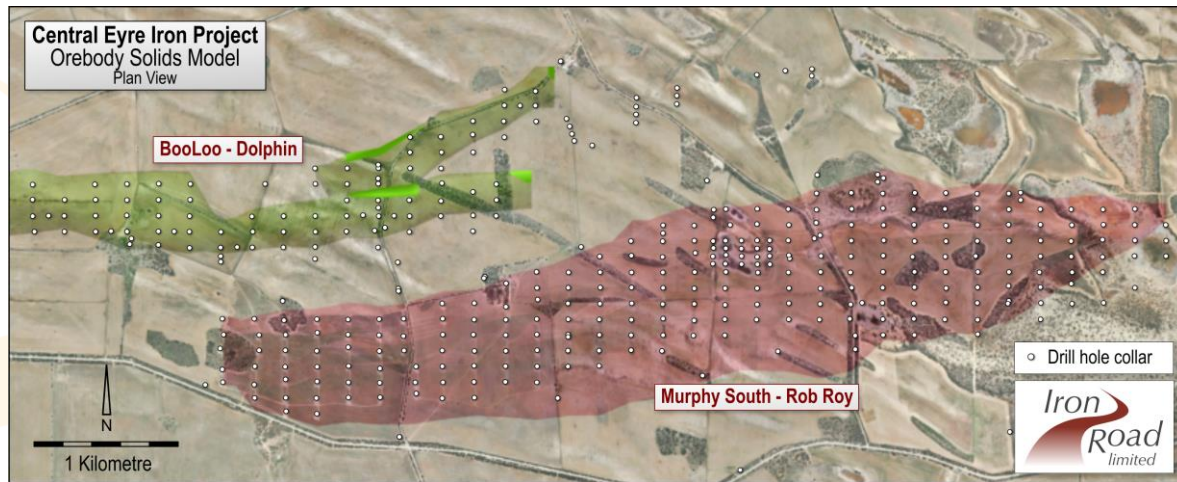 Central Eyre Iron Project
Orebody Solids Model
Plan View
BooLoo - Dolphin
Murphy South - Rob Roy
Drill hole collar
N
1 Kilometre
Iron
Road
limited